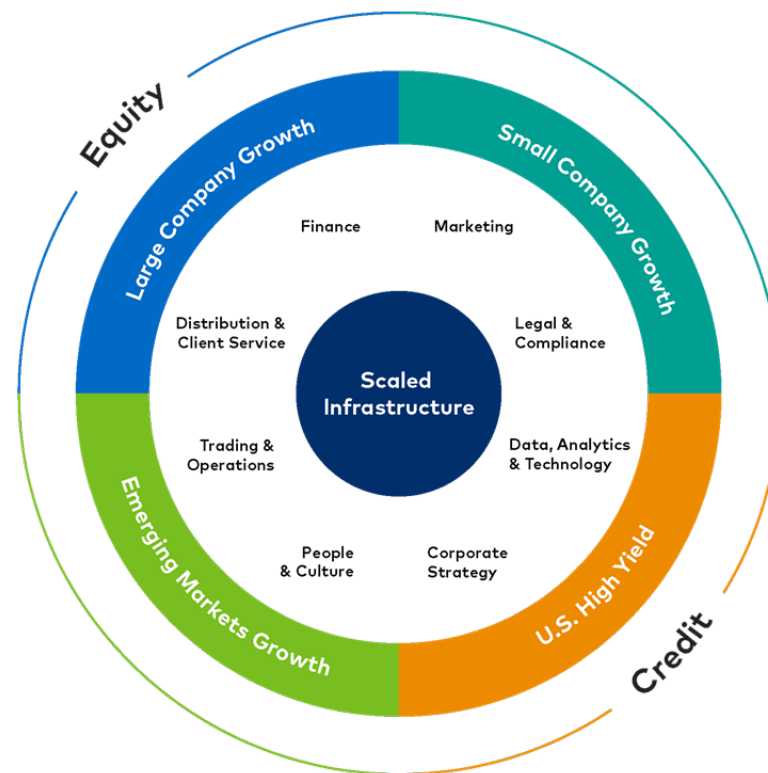 Equity
Large Company Growth
Small Company Growth
Finance
Marketing
Distribution &
Client Service
Legal &
Compliance
Scaled
Infrastructure
Trading &
Operations
Data, Analytics
& Technology
People
& Culture
Corporate
Strategy
Emerging Markets Growth
U.S. High Yield
Credit